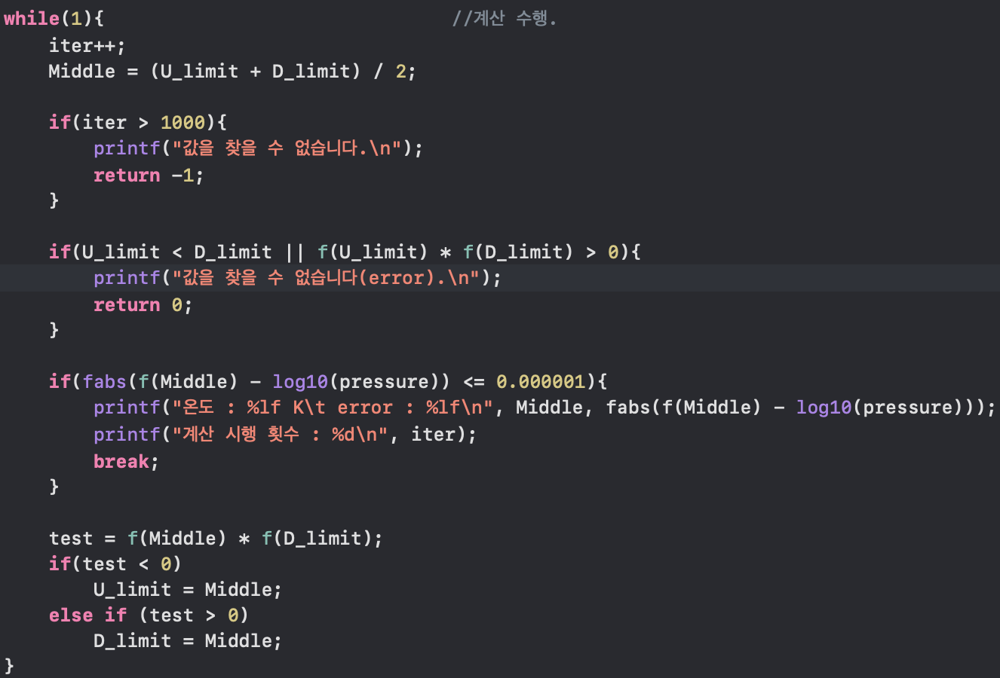 while(1){ //계산 수행.
iter++;
Middle = (U_limit + D_limit) / 2;
if(iter > 1000){
printf("값을 찾을 수 없습니다.\n");
return -1;
}
if(U_limit < D_limit || f(U_limit) * f(D_limit) > 0){
printf("값을 찾을 수 없습니다(error).\n");
return 0;
}
if(fabs(f(Middle) - log10(pressure)) <= 0.000001){
printf("온도 : %lf K\t error : %lf\n", Middle, fabs(f(Middle) - log10(pressure)));
printf("계산 시행 횟수 : %d\n", iter);
break;
}
test = f(Middle) * f(D_limit);
if(test < 0)
U_limit = Middle;
else if (test > 0)
D_limit = Middle;
}